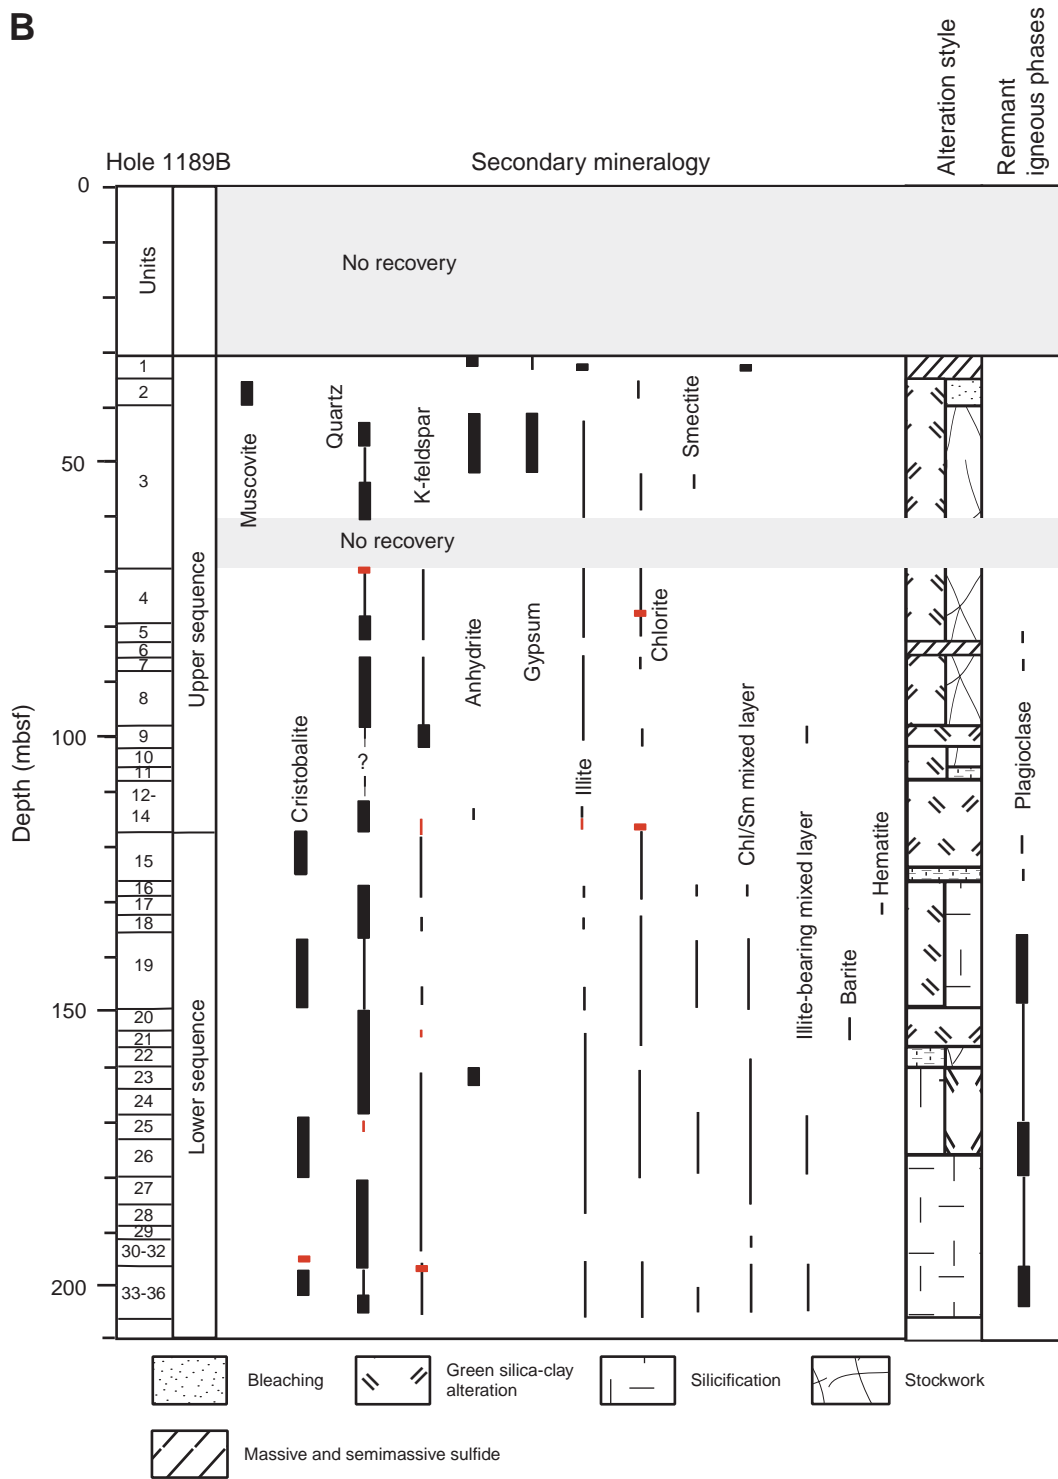 B
Alteration style
Remnant
igneous phases
Hole 1189B
Secondary mineralogy
0
Units
No recovery
1
2
Muscovite
Quartz
K-feldspar
Smectite
50
3
No recovery
Upper sequence
4
5
6
7
8
Anhydrite
Gypsum
Chlorite
Depth (mbsf)
100
9
10
11
12-
14
?
Cristobalite
Illite
Chl/Sm mixed layer
Plagioclase
15
16
17
18
19
Hematite
Illite-bearing mixed layer
Barite
150
Lower sequence
20
21
22
23
24
25
26
27
28
29
30-32
200
33-36
Bleaching
Green silica-clay
alteration
Silicification
Stockwork
Massive and semimassive sulfide